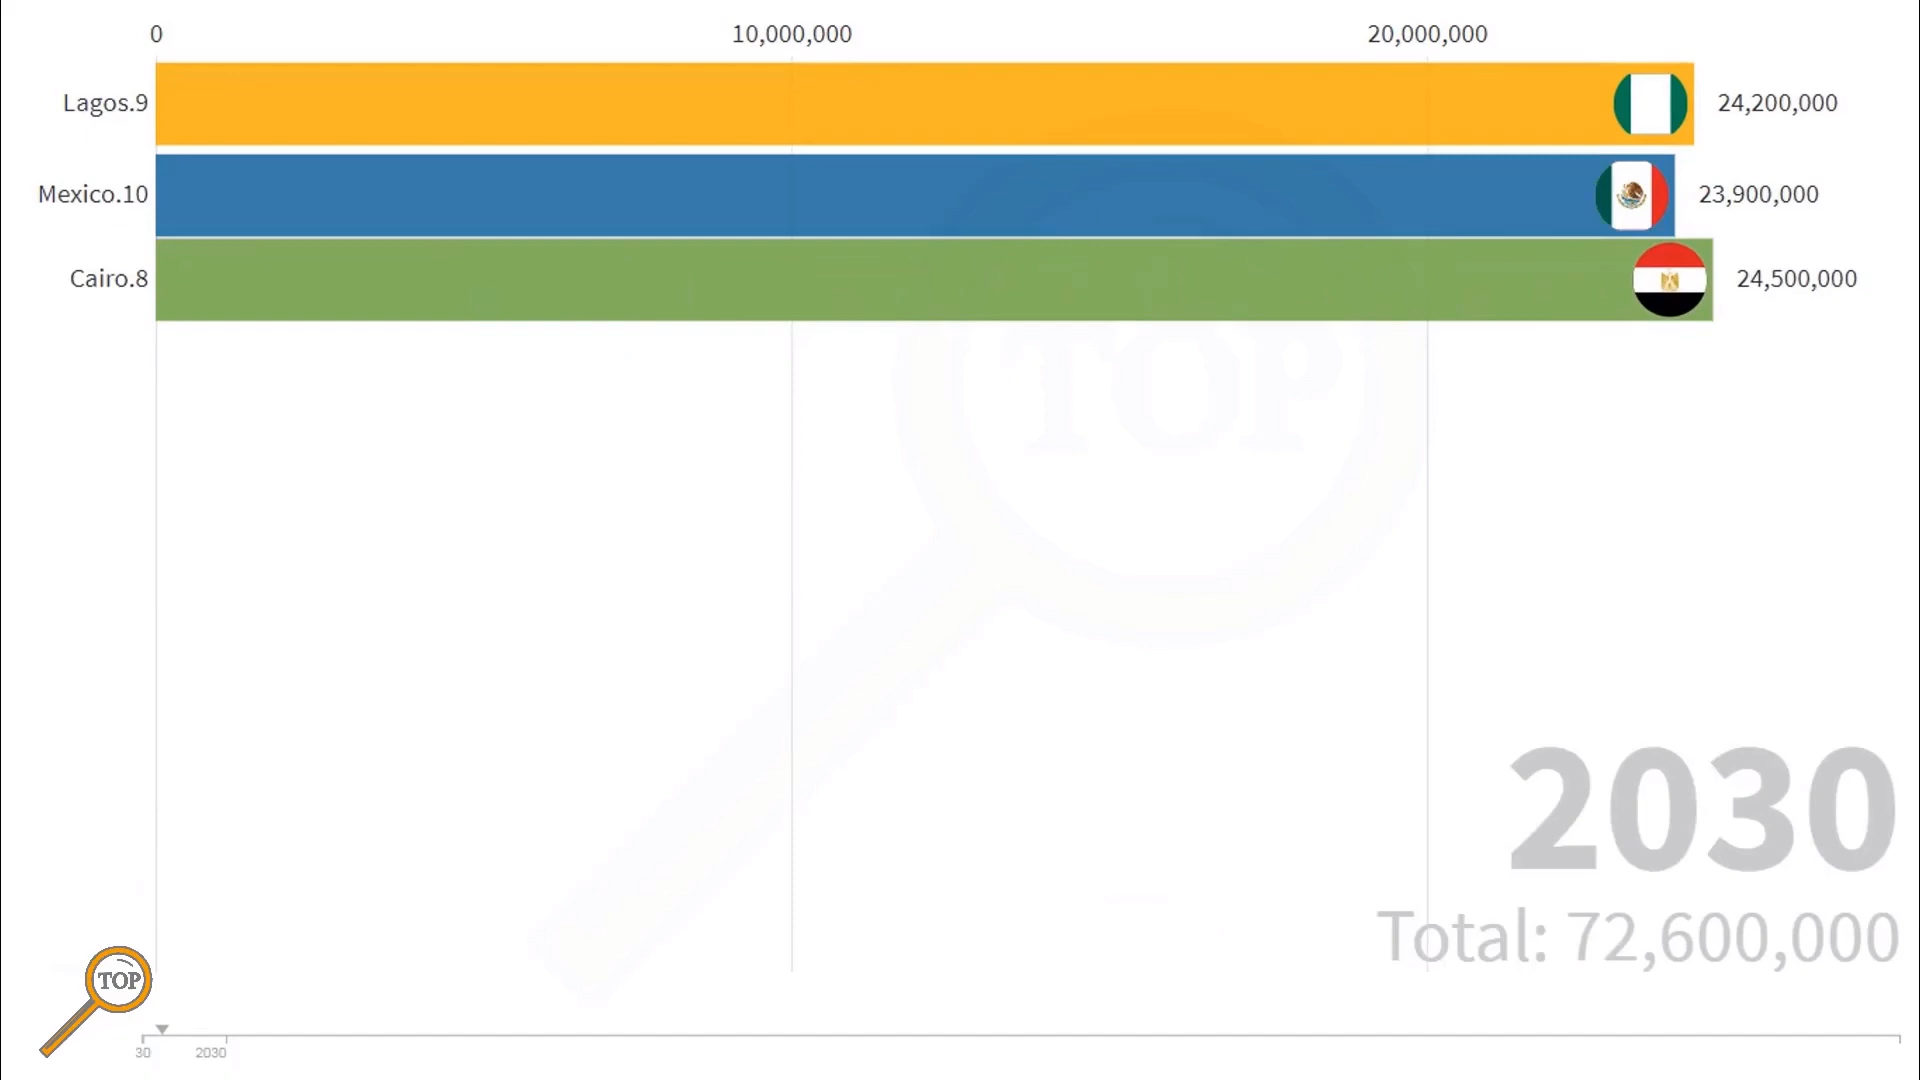 0 10,000,000 20,000,000
Lagos.9 24,200,000
Mexico.10 23,900,000
Cairo.8 24,500,000
TOP
2030
Total: 72,600,000
TOP
30 2030